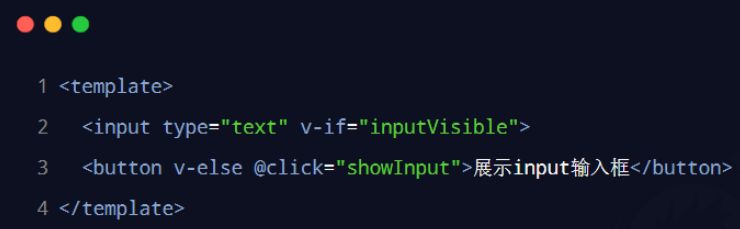 1 <template>
2   <input type="text" v-if="inputVisible">
3   <button v-else @click="showInput">展示input输入框</button>
4 </template>